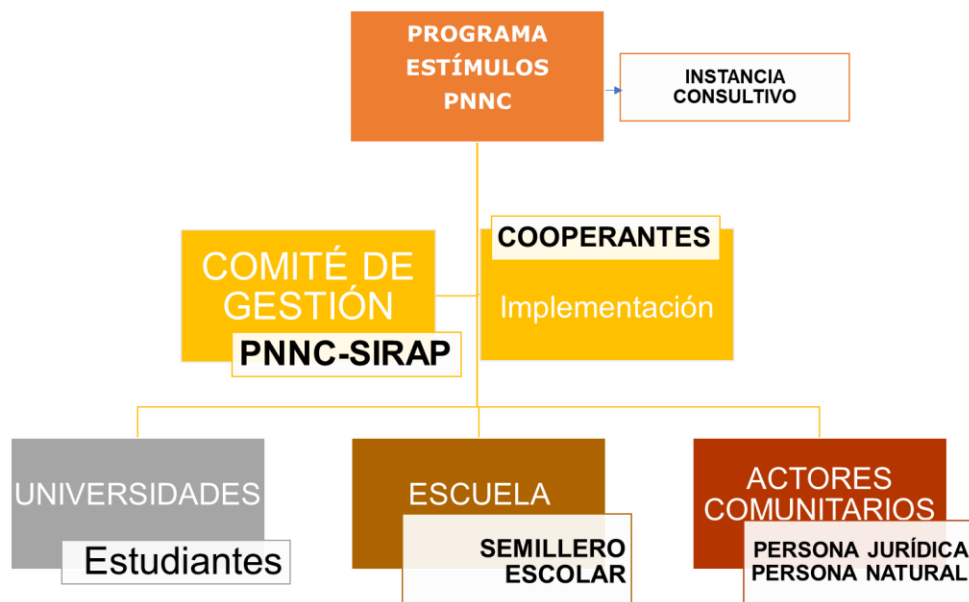 PROGRAMA
ESTÍMULOS
PNNC
INSTANCIA
CONSULTIVO
COMITÉ DE
GESTIÓN
PNNC-SIRAP
COOPERANTES
Implementación
UNIVERSIDADES
Estudiantes
ESCUELA
SEMILLERO
ESCOLAR
ACTORES
COMUNITARIOS
PERSONA JURÍDICA
PERSONA NATURAL